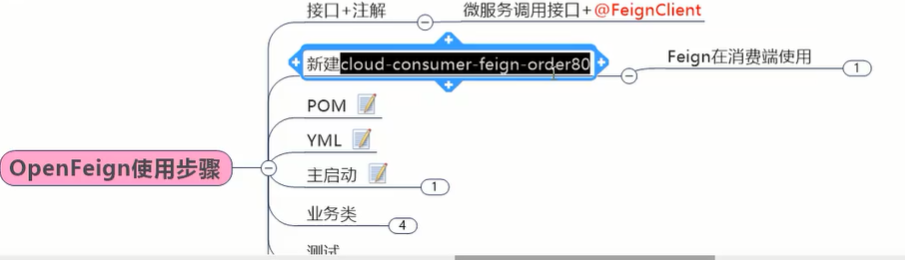 接口+注解
微服务调用接口+@FeignClient
新建cloud-consumer-feign-order80
Feign在消费端使用
1
POM
YML
OpenFeign使用步骤
主启动
1
业务类
4
测试